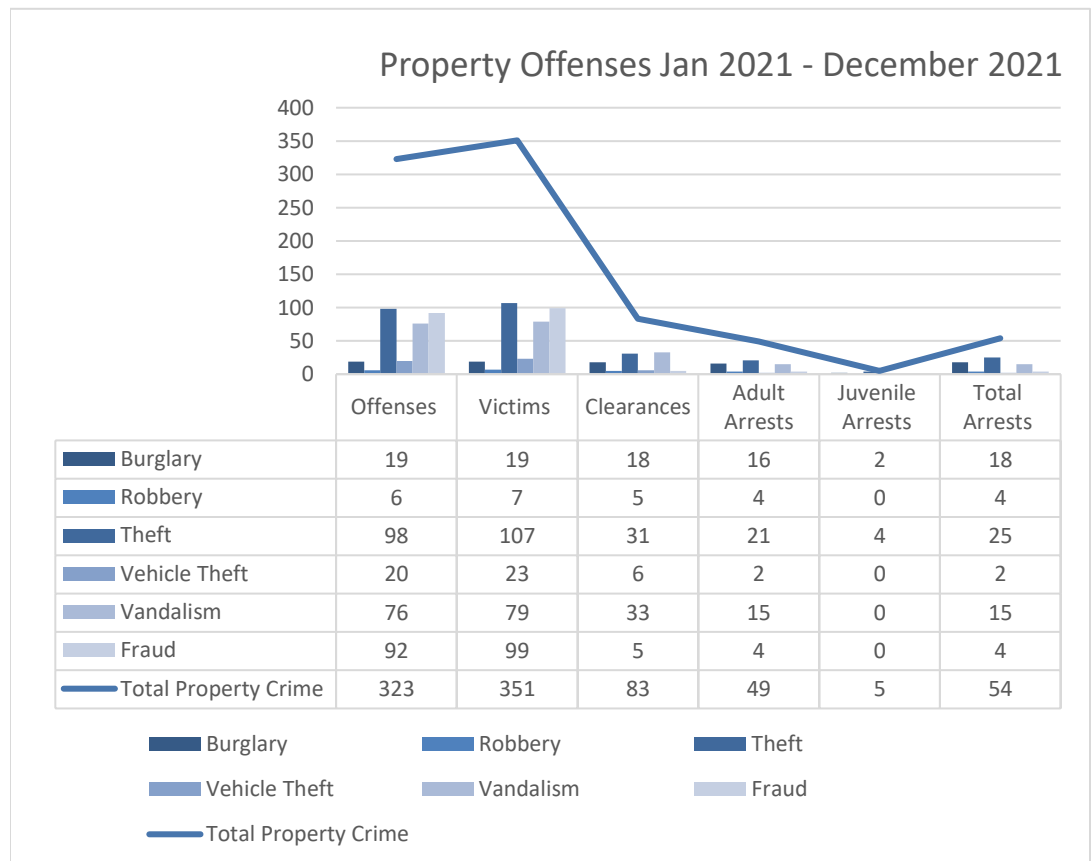 Property Offenses Jan 2021 - December 2021
400
350
300
250
200
150
100
50
0
Offenses Victims Clearances Adult Arrests Juvenile Arrests Total Arrests
Burglary 19 19 18 16 2 18
Robbery 6 7 5 4 0 4
Theft 98 107 31 21 4 25
Vehicle Theft 20 23 6 2 0 2
Vandalism 76 79 33 15 0 15
Fraud 92 99 5 4 0 4
Total Property Crime 323 351 83 49 5 54
Burglary Robbery Theft
Vehicle Theft Vandalism Fraud
Total Property Crime